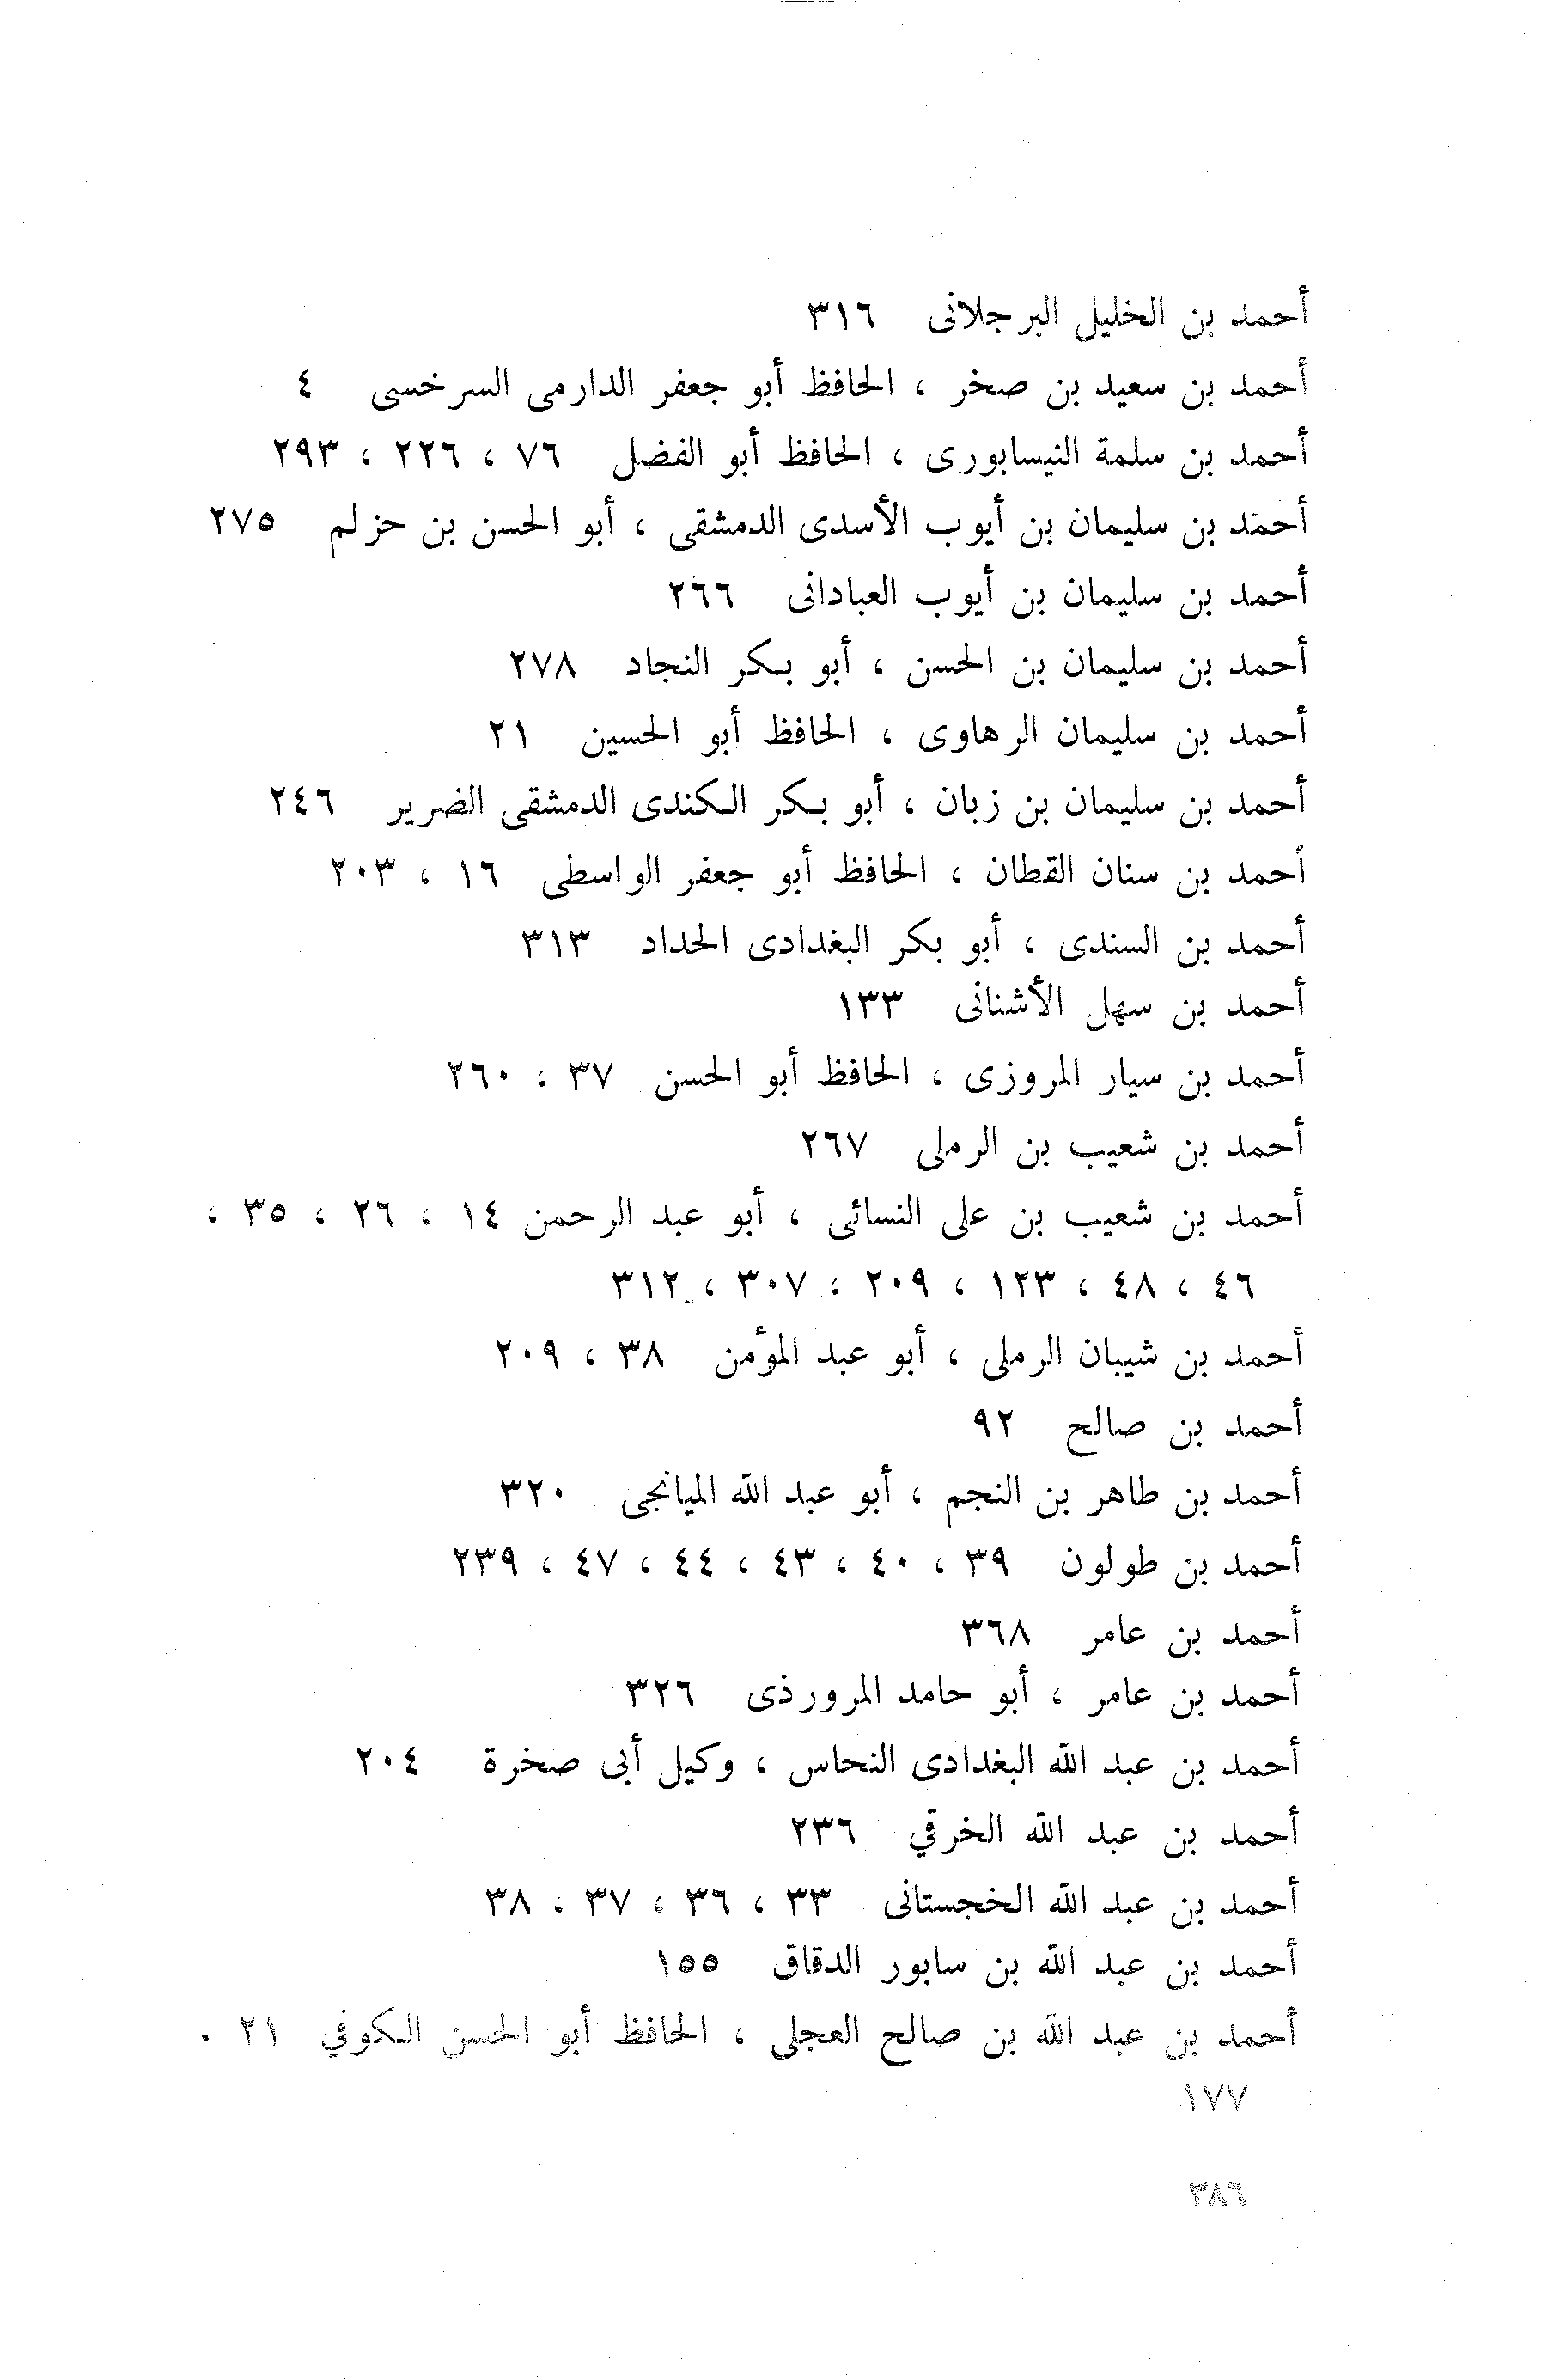 أحمد بن الخليل البرجلانى ٣١٦
أحمد بن سعيد بن صخر ، الحافظ أبو جعفر الدارمى السرخسى ٤
أحمد بن سلمة النيسابورى ، الحافظ أبو الفضل ٧٦ ، ٢٢٦ ، ٢٩٣
أحمد بن سليمان بن أيوب الأسدى الدمشقى ، أبو الحسن بن حزلم ٢٧٥
أحمد بن سليمان بن أيوب العبادانى ٢٦٦
أحمد بن سليمان بن الحسن ، أبو بكر النجاد ٢٧٨
أحمد بن سليمان الرهاوى ، الحافظ أبو الحسين ٢١
أحمد بن سليمان بن زبان ، أبو بكر الكندى الدمشقى الضرير ٢٤٦
أحمد بن سنان القطان ، الحافظ أبو جعفر الواسطى ١٦ ، ٢٠٣
أحمد بن السندى ، أبو بكر البغدادى الحداد ٣١٣
أحمد بن سهل الأشنانى ١٣٣
أحمد بن سيار المروزى ، الحافظ أبو الحسن ٣٧ ، ٢٦٠
أحمد بن شعيب بن الرملى ٢٦٧
أحمد بن شعيب بن على النسائى ، أبو عبد الرحمن ١٤ ، ٢٦ ، ٣٥ ،
٤٦ ، ٤٨ ، ١٢٣ ، ٢٠٩ ، ٣٠٧ ، ٣١٢
أحمد بن شيبان الرملى ، أبو عبد المؤمن ٣٨ ، ٢٠٩
أحمد بن صالح ٩٢
أحمد بن طاهر بن النجم ، أبو عبد الله الميانجى ٣٢٠
أحمد بن طولون ٣٩ ، ٤٠ ، ٤٣ ، ٤٤ ، ٤٧ ، ٢٣٩
أحمد بن عامر ٣٦٨
أحمد بن عامر ، أبو حامد المرورذى ٣٢٦
أحمد بن عبد الله البغدادى النحاس ، وكيل أبى صخرة ٢٠٤
أحمد بن عبد الله الخرقي ٢٣٦
أحمد بن عبد الله الخجستانى ٣٣ ، ٣٦ ، ٣٧ ، ٣٨
أحمد بن عبد الله بن سابور الدقاق ١٥٥
أحمد بن عبد الله بن صالح العجلى ، الحافظ أبو الحسن الكوفي ٢١ .
١٧٧
٣٨٦